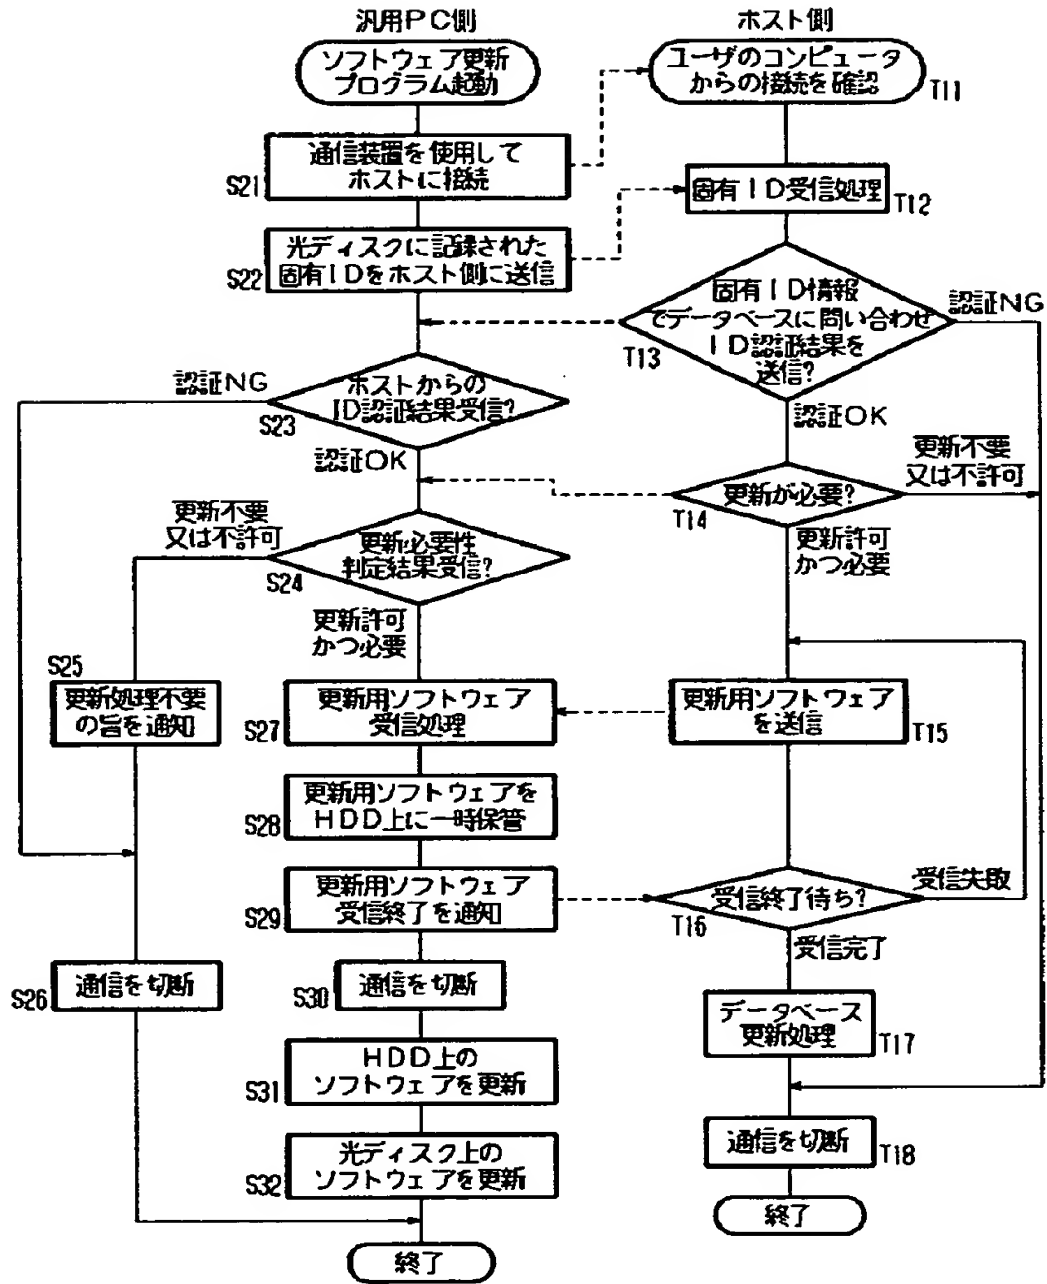 汎用PC側
ソフトウェア更新
プログラム起動
通信装置を使用して
ホストに接続
S21
光ディスクに記録された
固有IDをホスト側に送信
S22
認証NG
ホストからの
ID認証結果受信?
S23
認証OK
更新不要
又は不許可
更新必要性
判定結果受信?
S24
更新許可
かつ必要
S25
更新処理不要
の旨を通知
更新用ソフトウェア
受信処理
S27
更新用ソフトウェアを
HDD上に一時保管
S28
更新用ソフトウェア
受信終了を通知
S29
S26
通信を切断
S30
通信を切断
HDD上の
ソフトウェアを更新
S31
光ディスク上の
ソフトウェアを更新
S32
終了
ホスト側
ユーザのコンピュータ
からの接続を確認
T11
固有ID受信処理
T12
固有ID情報
でデータベースに問い合わせ
ID認証結果を
送信?
T13
認証NG
認証OK
更新不要
又は不許可
更新が必要?
T14
更新許可
かつ必要
更新用ソフトウェア
を送信
T15
受信失敗
受信終了待ち?
T16
受信完了
データベース
更新処理
T17
通信を切断
T18
終了